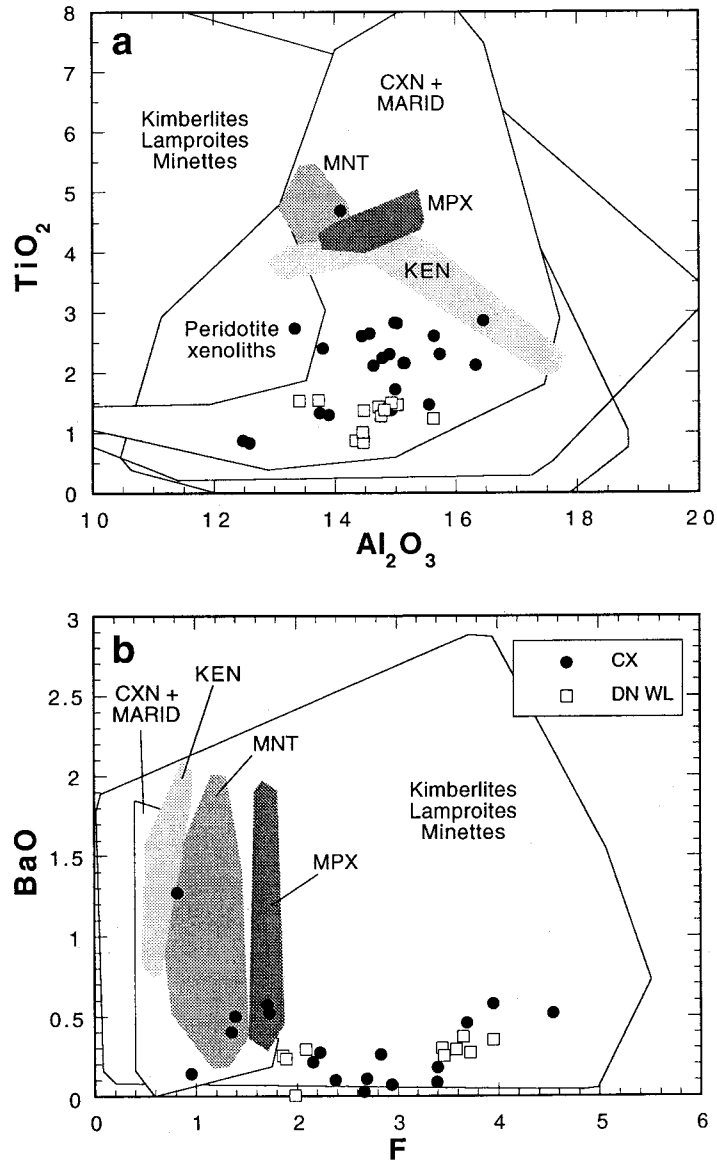 a
8
7
6
5
4
3
2
1
0
TiO2
Kimberlites
Lamproites
Minettes
CXN +
MARID
MNT
MPX
KEN
Peridotite
xenoliths
10
12
14
16
18
20
Al2O3
b
3
2.5
2
1.5
1
0.5
0
BaO
KEN
CXN +
MARID
MNT
MPX
CX
DN WL
Kimberlites
Lamproites
Minettes
0
1
2
3
4
5
6
F